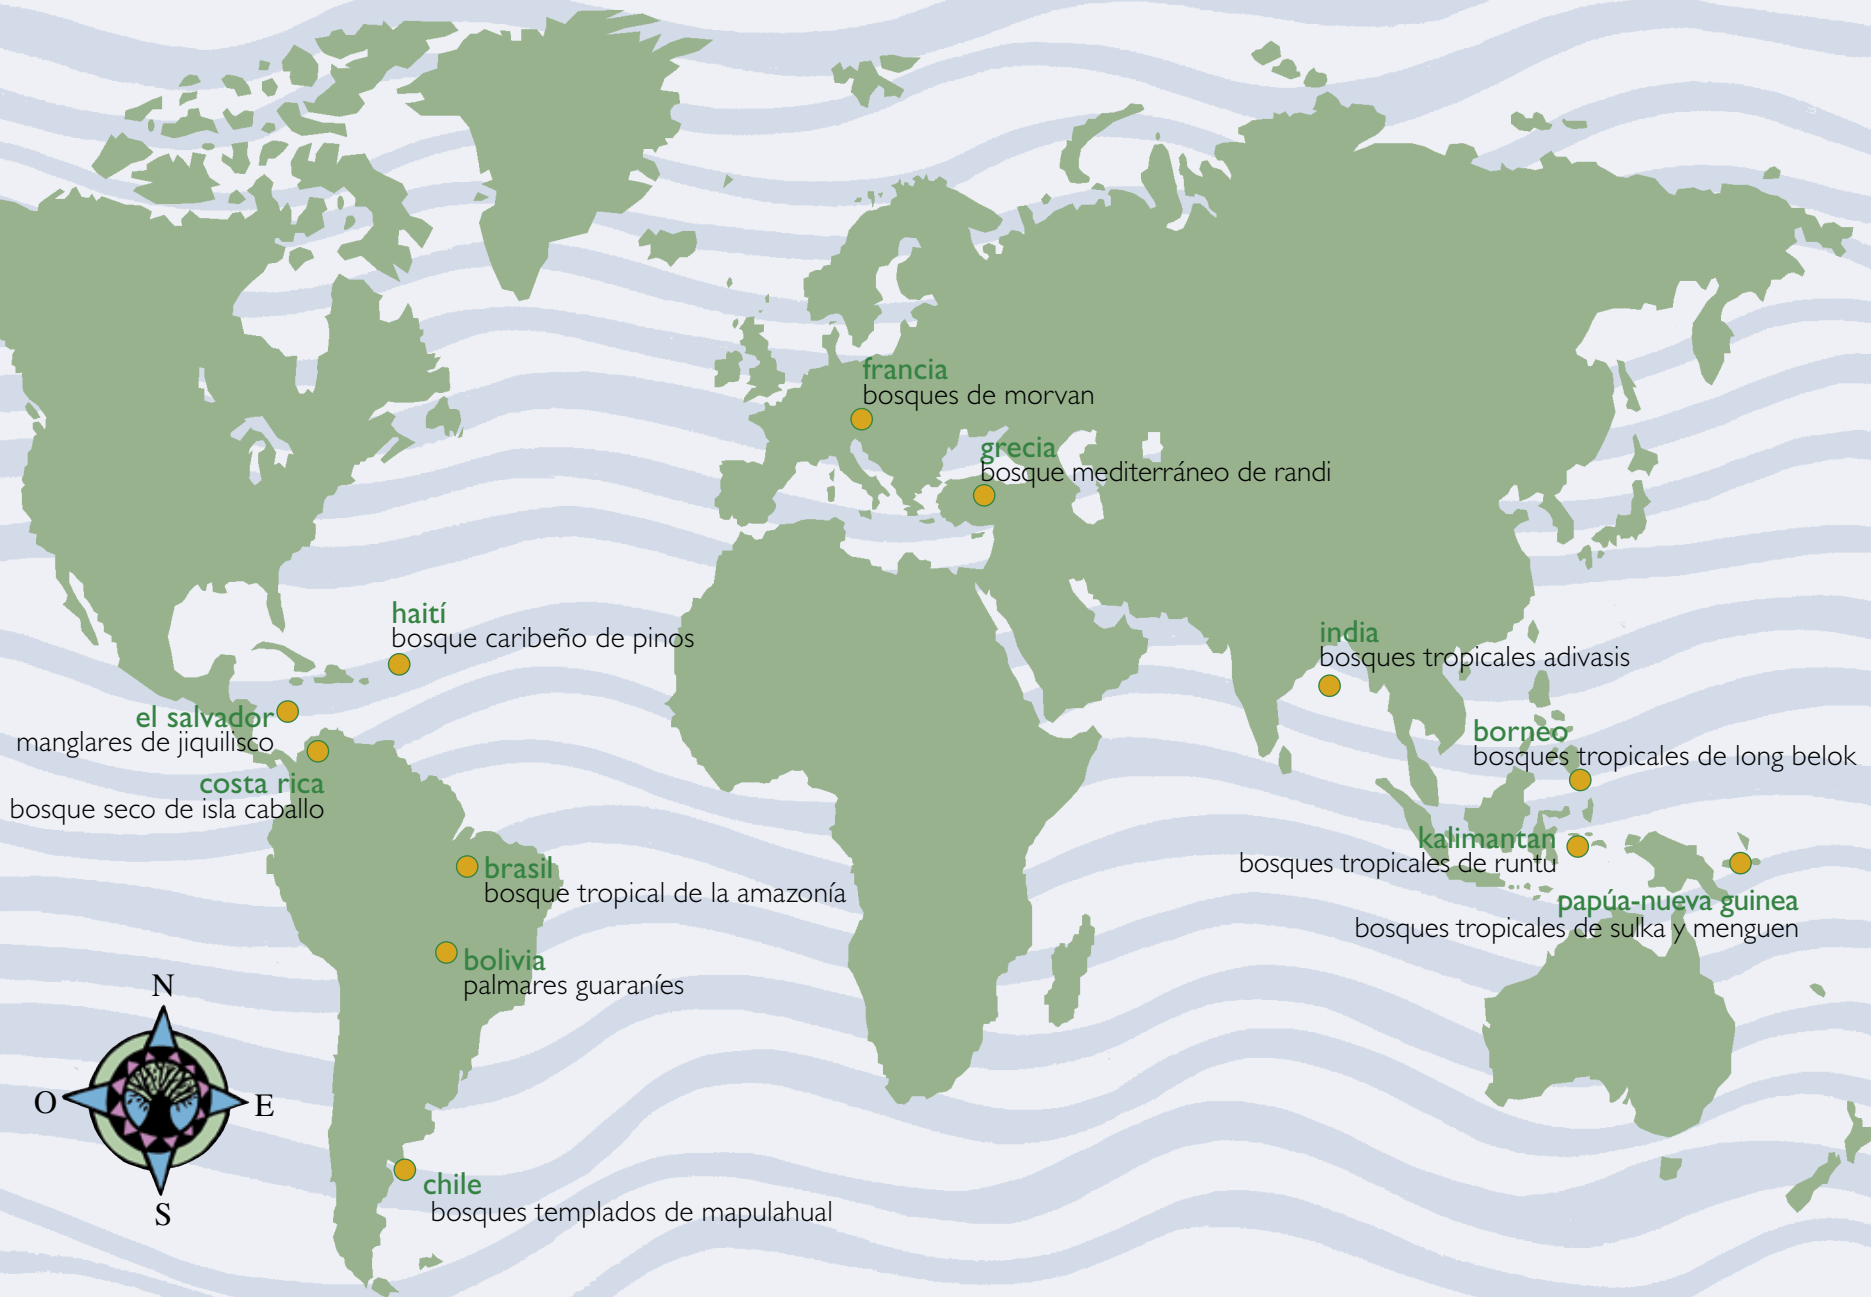 francia
bosques de morvan
grecia
bosque mediterráneo de randi
haití
bosque caribeño de pinos
india
bosques tropicales adivasis
el salvador
manglares de jiquilisco
borneo
bosques tropicales de long belok
costa rica
bosque seco de isla caballo
kalimantan
bosques tropicales de runtu
brasil
bosque tropical de la amazonía
papúa-nueva guinea
bosques tropicales de sulka y menguen
bolivia
palmares guaraníes
N
O
E
S
chile
bosques templados de mapulahual